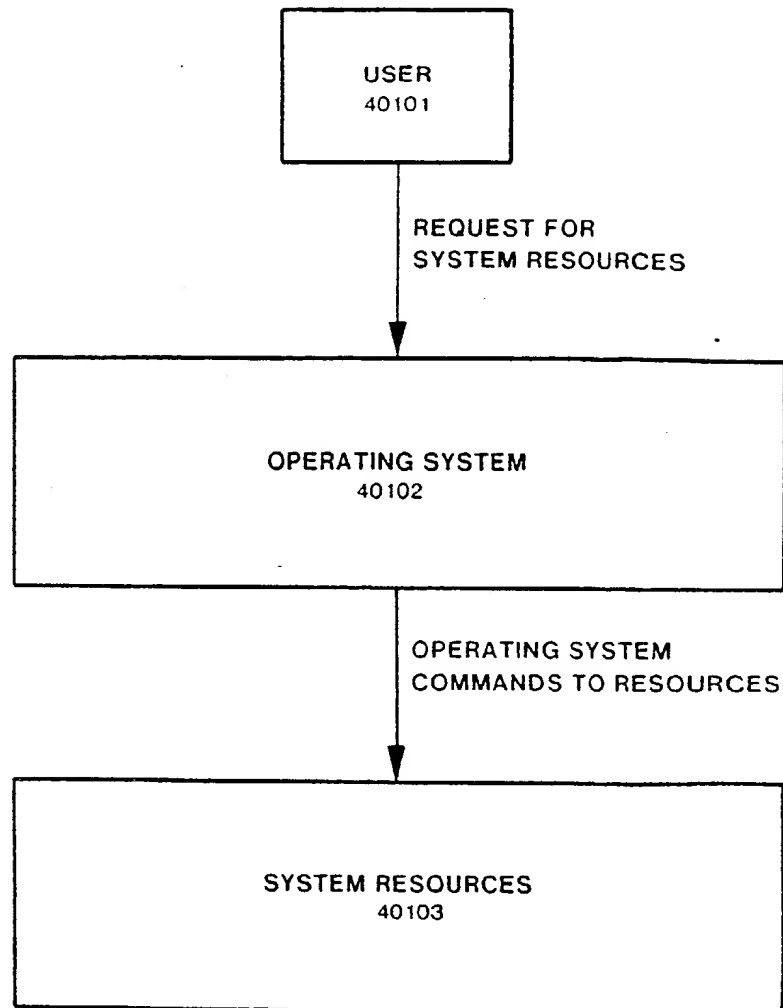 USER
40101
REQUEST FOR
SYSTEM RESOURCES
OPERATING SYSTEM
40102
OPERATING SYSTEM
COMMANDS TO RESOURCES
SYSTEM RESOURCES
40103